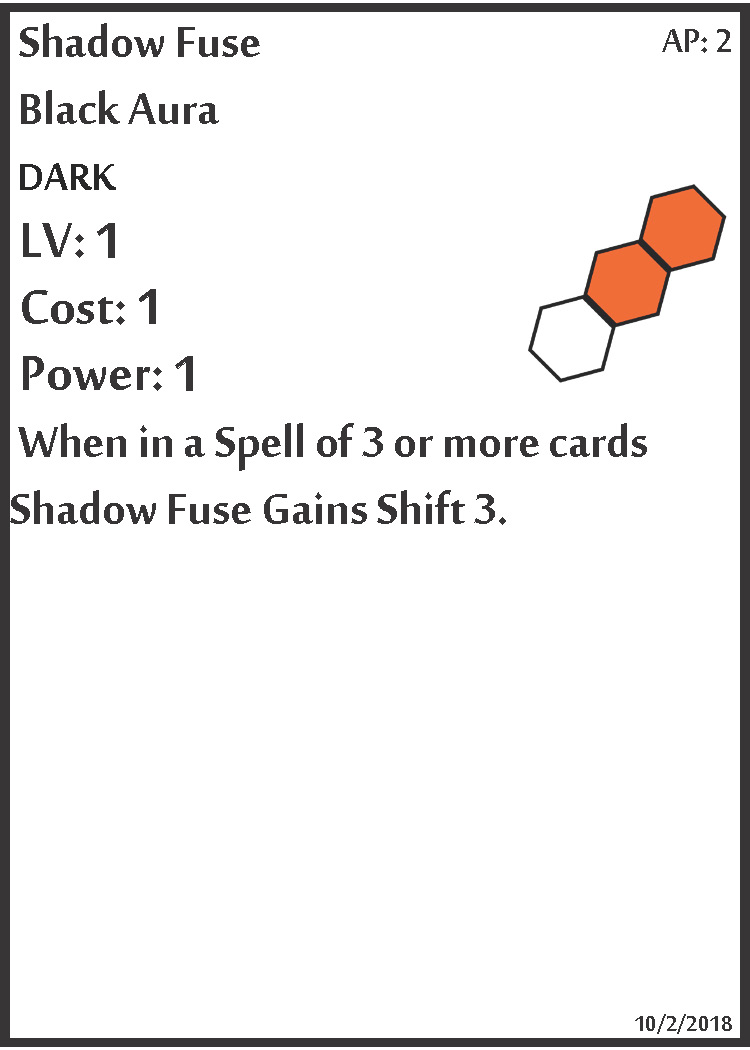 Shadow Fuse
AP: 2
Black Aura
DARK
LV: 1
Cost: 1
Power: 1
When in a Spell of 3 or more cards
Shadow Fuse Gains Shift 3.
10/2/2018